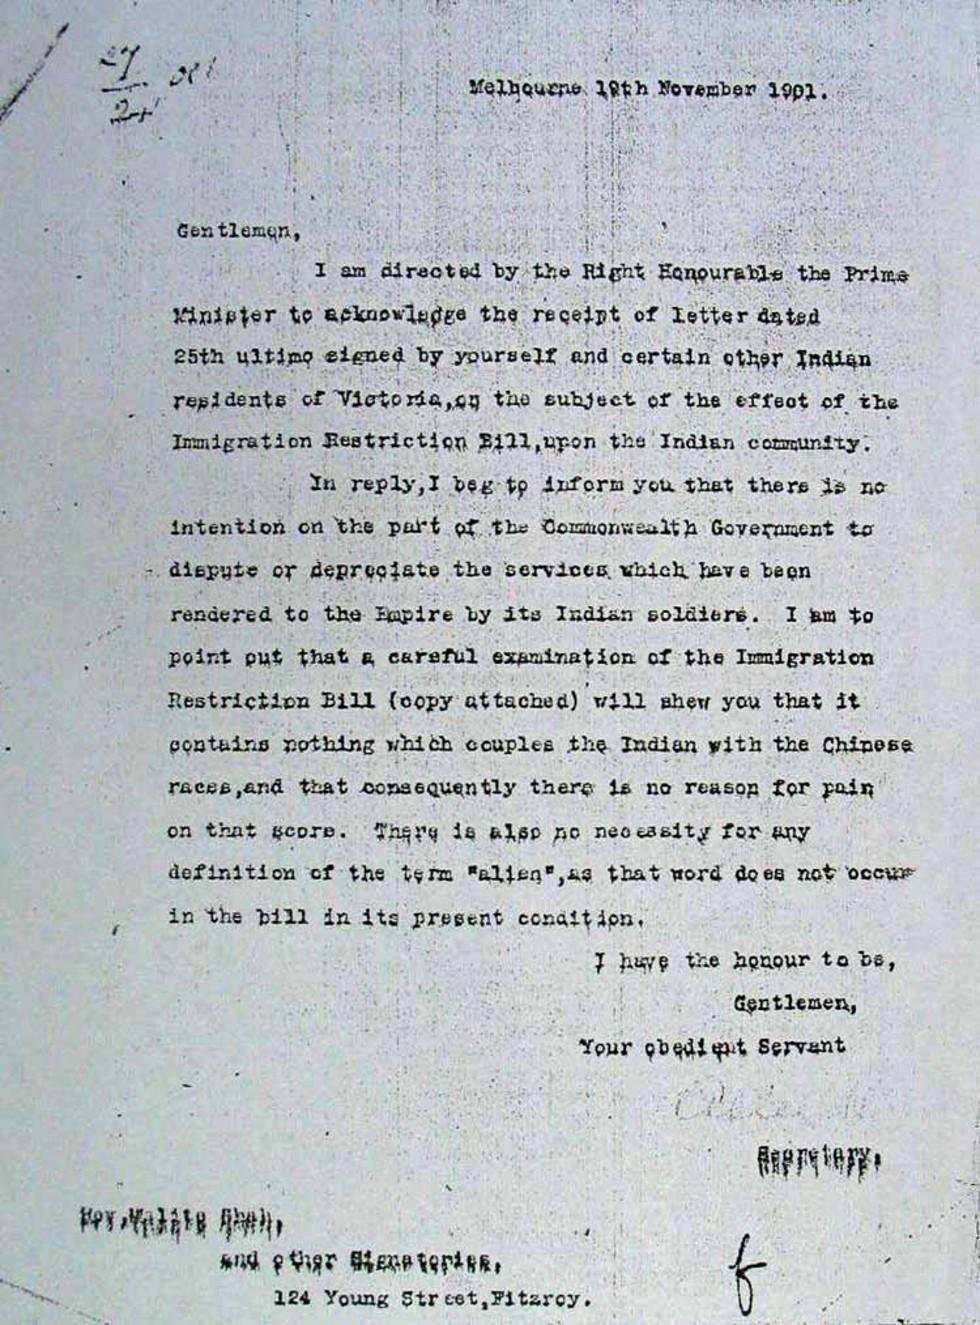 27
24
Melbourne 19th November 1901.
Gentlemen,
I am directed by the Right Honourable the Prime
Minister to acknowledge the receipt of letter dated
25th ultimo signed by yourself and certain other Indian
residents of Victoria,on the subject of the effect of the
Immigration Restriction Bill,upon the Indian community.
In reply,I beg to inform you that there is no
intention on the part of the Commonwealth Government to
dispute or depreciate the services which have been
rendered to the Empire by its Indian soldiers. I am to
point out that a careful examination of the Immigration
Restriction Bill (copy attached) will shew you that it
contains nothing which couples the Indian with the Chinese
races,and that consequently there is no reason for pain
on that score. There is also no necessity for any
definition of the term "alien",as that word does not occur
in the bill in its present condition.
I have the honour to be,
Gentlemen,
Your obedient Servant
Secretary.
and other Signatories,
124 Young Street,Fitzroy.